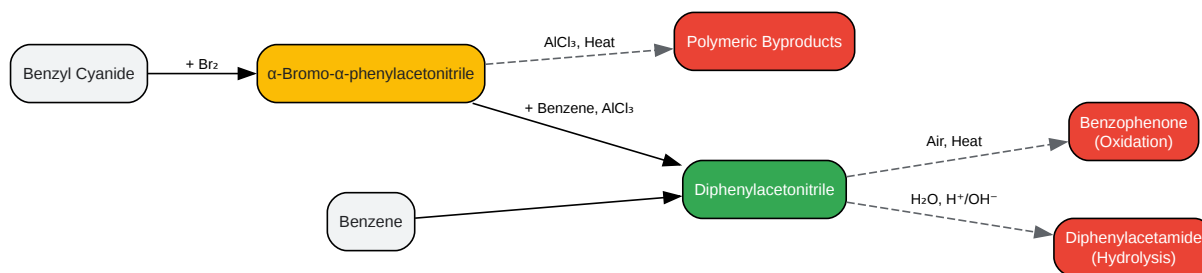 AlCl₃, Heat
Polymeric Byproducts
+ Br₂
Benzyl Cyanide
α-Bromo-α-phenylacetonitrile
+ Benzene, AlCl₃
Air, Heat
Benzophenone
(Oxidation)
Diphenylacetonitrile
H₂O, H⁺/OH⁻
Benzene
Diphenylacetamide
(Hydrolysis)